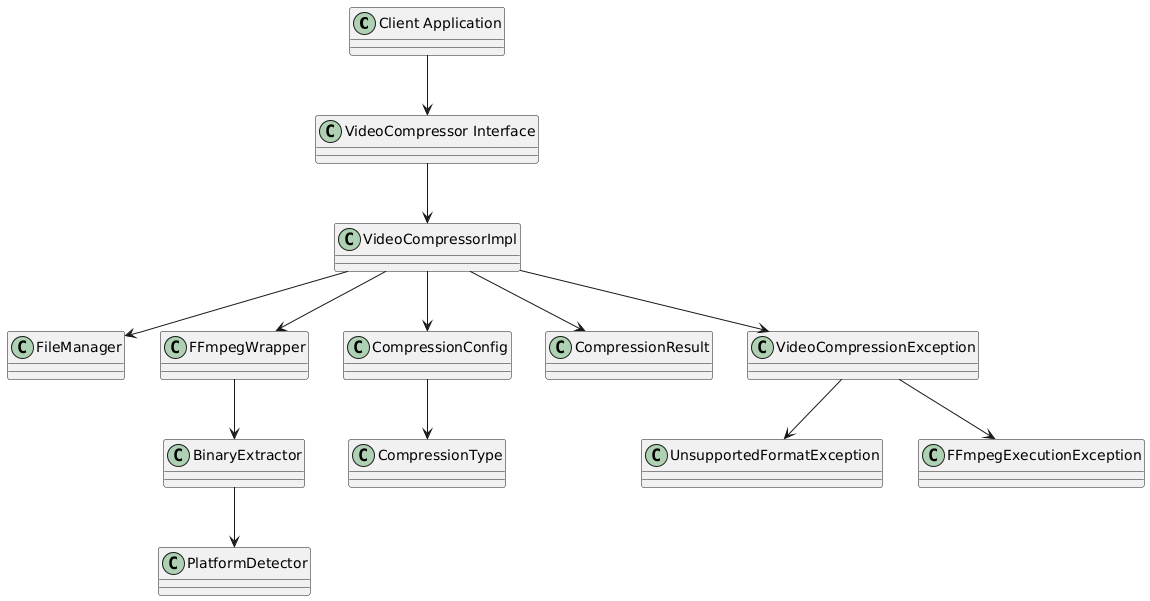 C Client Application
C VideoCompressor Interface
C VideoCompressorImpl
C FileManager
C FFmpegWrapper
C CompressionConfig
C CompressionResult
C VideoCompressionException
C BinaryExtractor
C CompressionType
C UnsupportedFormatException
C FFmpegExecutionException
C PlatformDetector